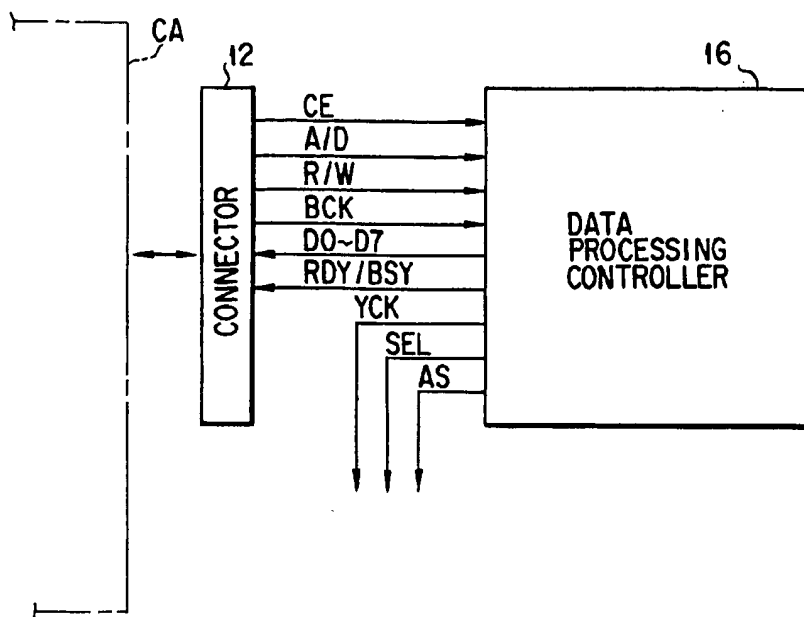 CA
12
16
CE
A/D
R/W
BCK
D0~D7
RDY/BSY
YCK
SEL
AS
CONNECTOR
DATA
PROCESSING
CONTROLLER